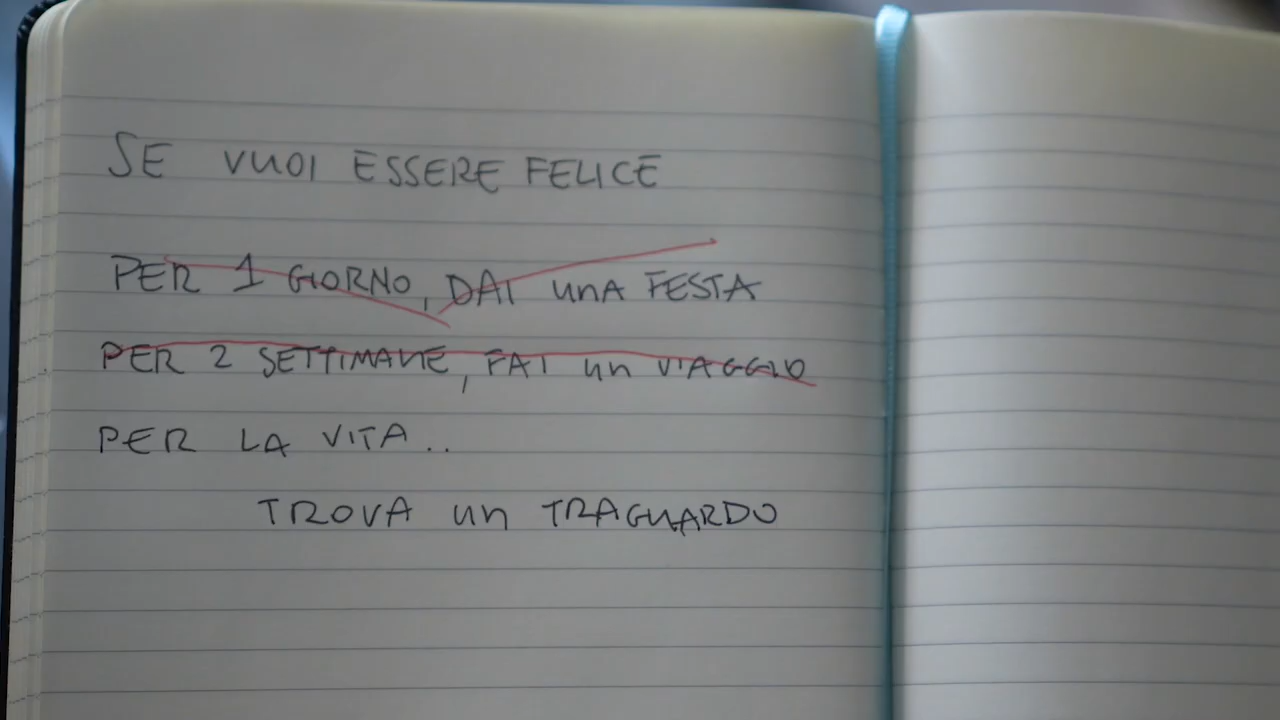 SE VUOI ESSERE FELICE
PER 1 GIORNO, DAI UNA FESTA
PER 2 SETTIMANE, FAI UN VIAGGIO
PER LA VITA..
TROVA UN TRAGUARDO